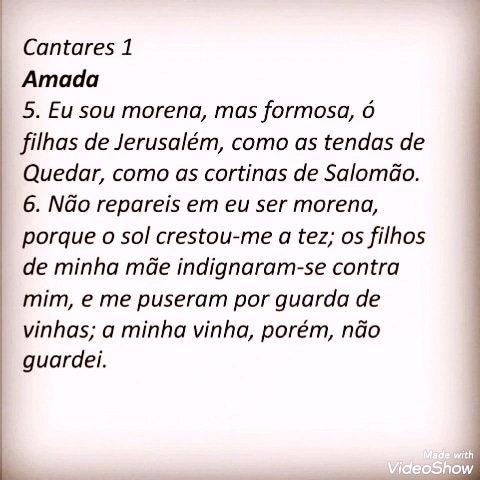 Cantares 1
Amada
5. Eu sou morena, mas formosa, ó
filhas de Jerusalém, como as tendas de
Quedar, como as cortinas de Salomão.
6. Não repareis em eu ser morena,
porque o sol crestou-me a tez; os filhos
de minha mãe indignaram-se contra
mim, e me puseram por guarda de
vinhas; a minha vinha, porém, não
guardei.
Made with
VideoShow